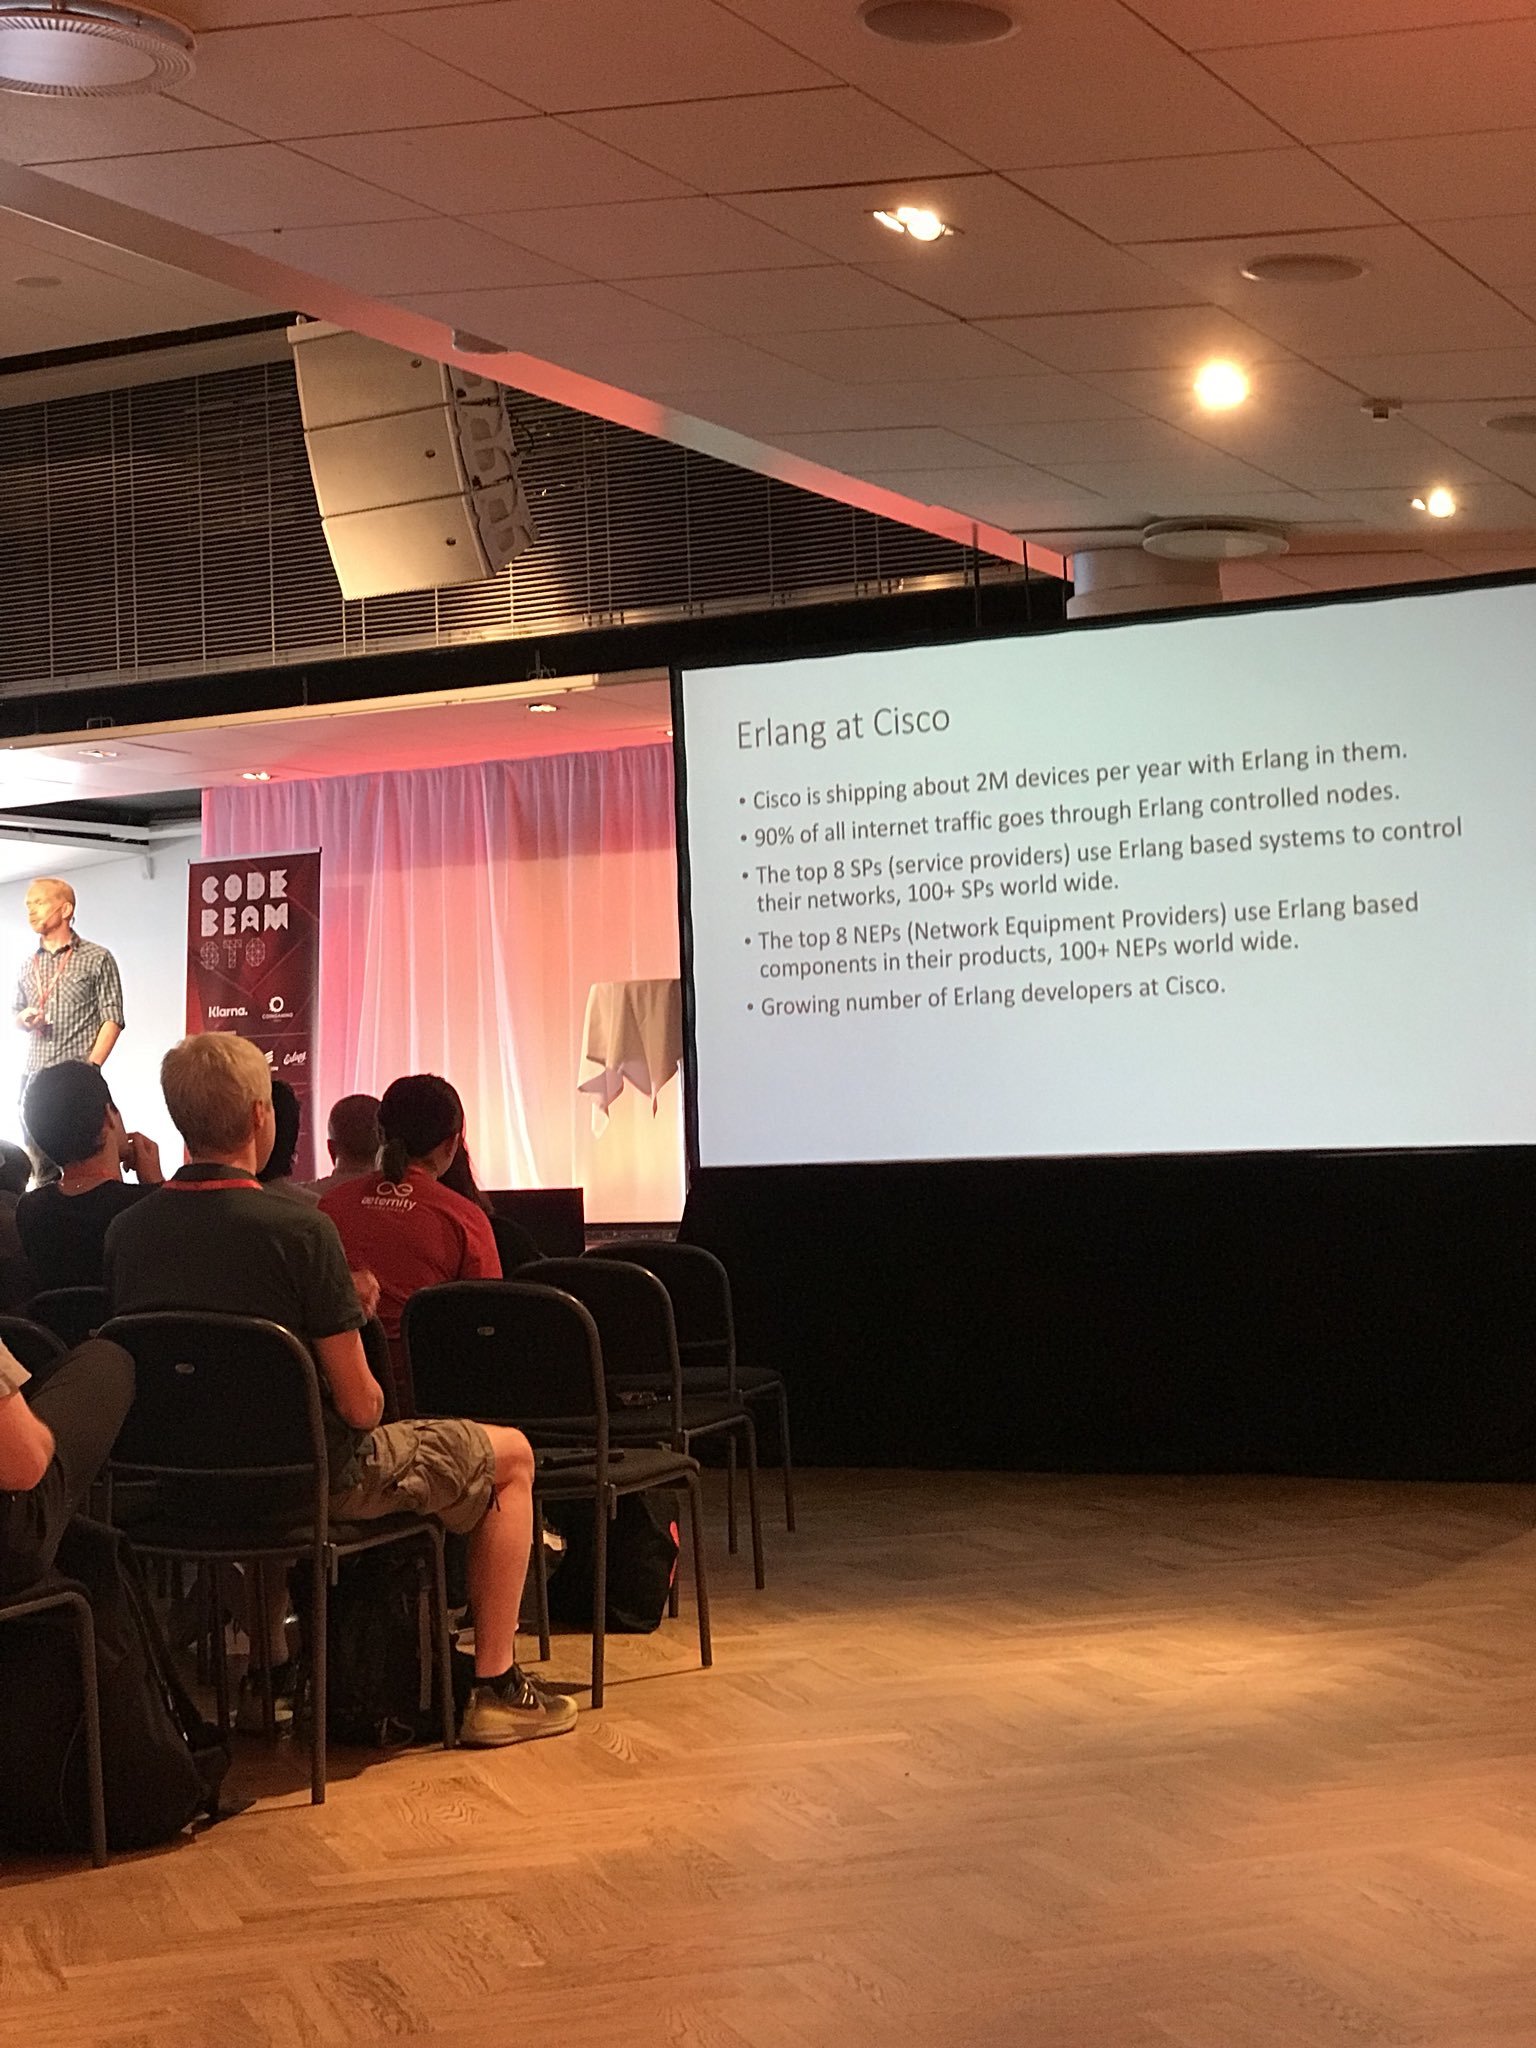 Erlang at Cisco
• Cisco is shipping about 2M devices per year with Erlang in them.
• 90% of all internet traffic goes through Erlang controlled nodes.
• The top 8 SPs (service providers) use Erlang based systems to control
their networks, 100+ SPs world wide.
• The top 8 NEPs (Network Equipment Providers) use Erlang based
components in their products, 100+ NEPs world wide.
• Growing number of Erlang developers at Cisco.
CODE
BEAM
STO
Klarna.
æternity